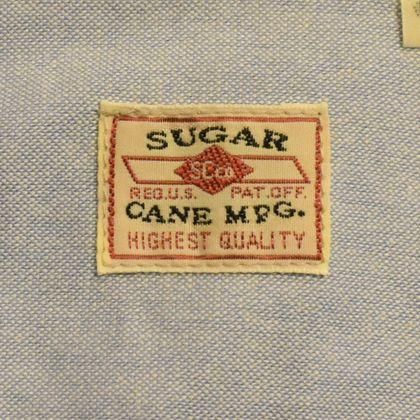 SUGAR
SC.CO
REG.U.S. PAT.OFF.
CANE MFG.
HIGHEST QUALITY